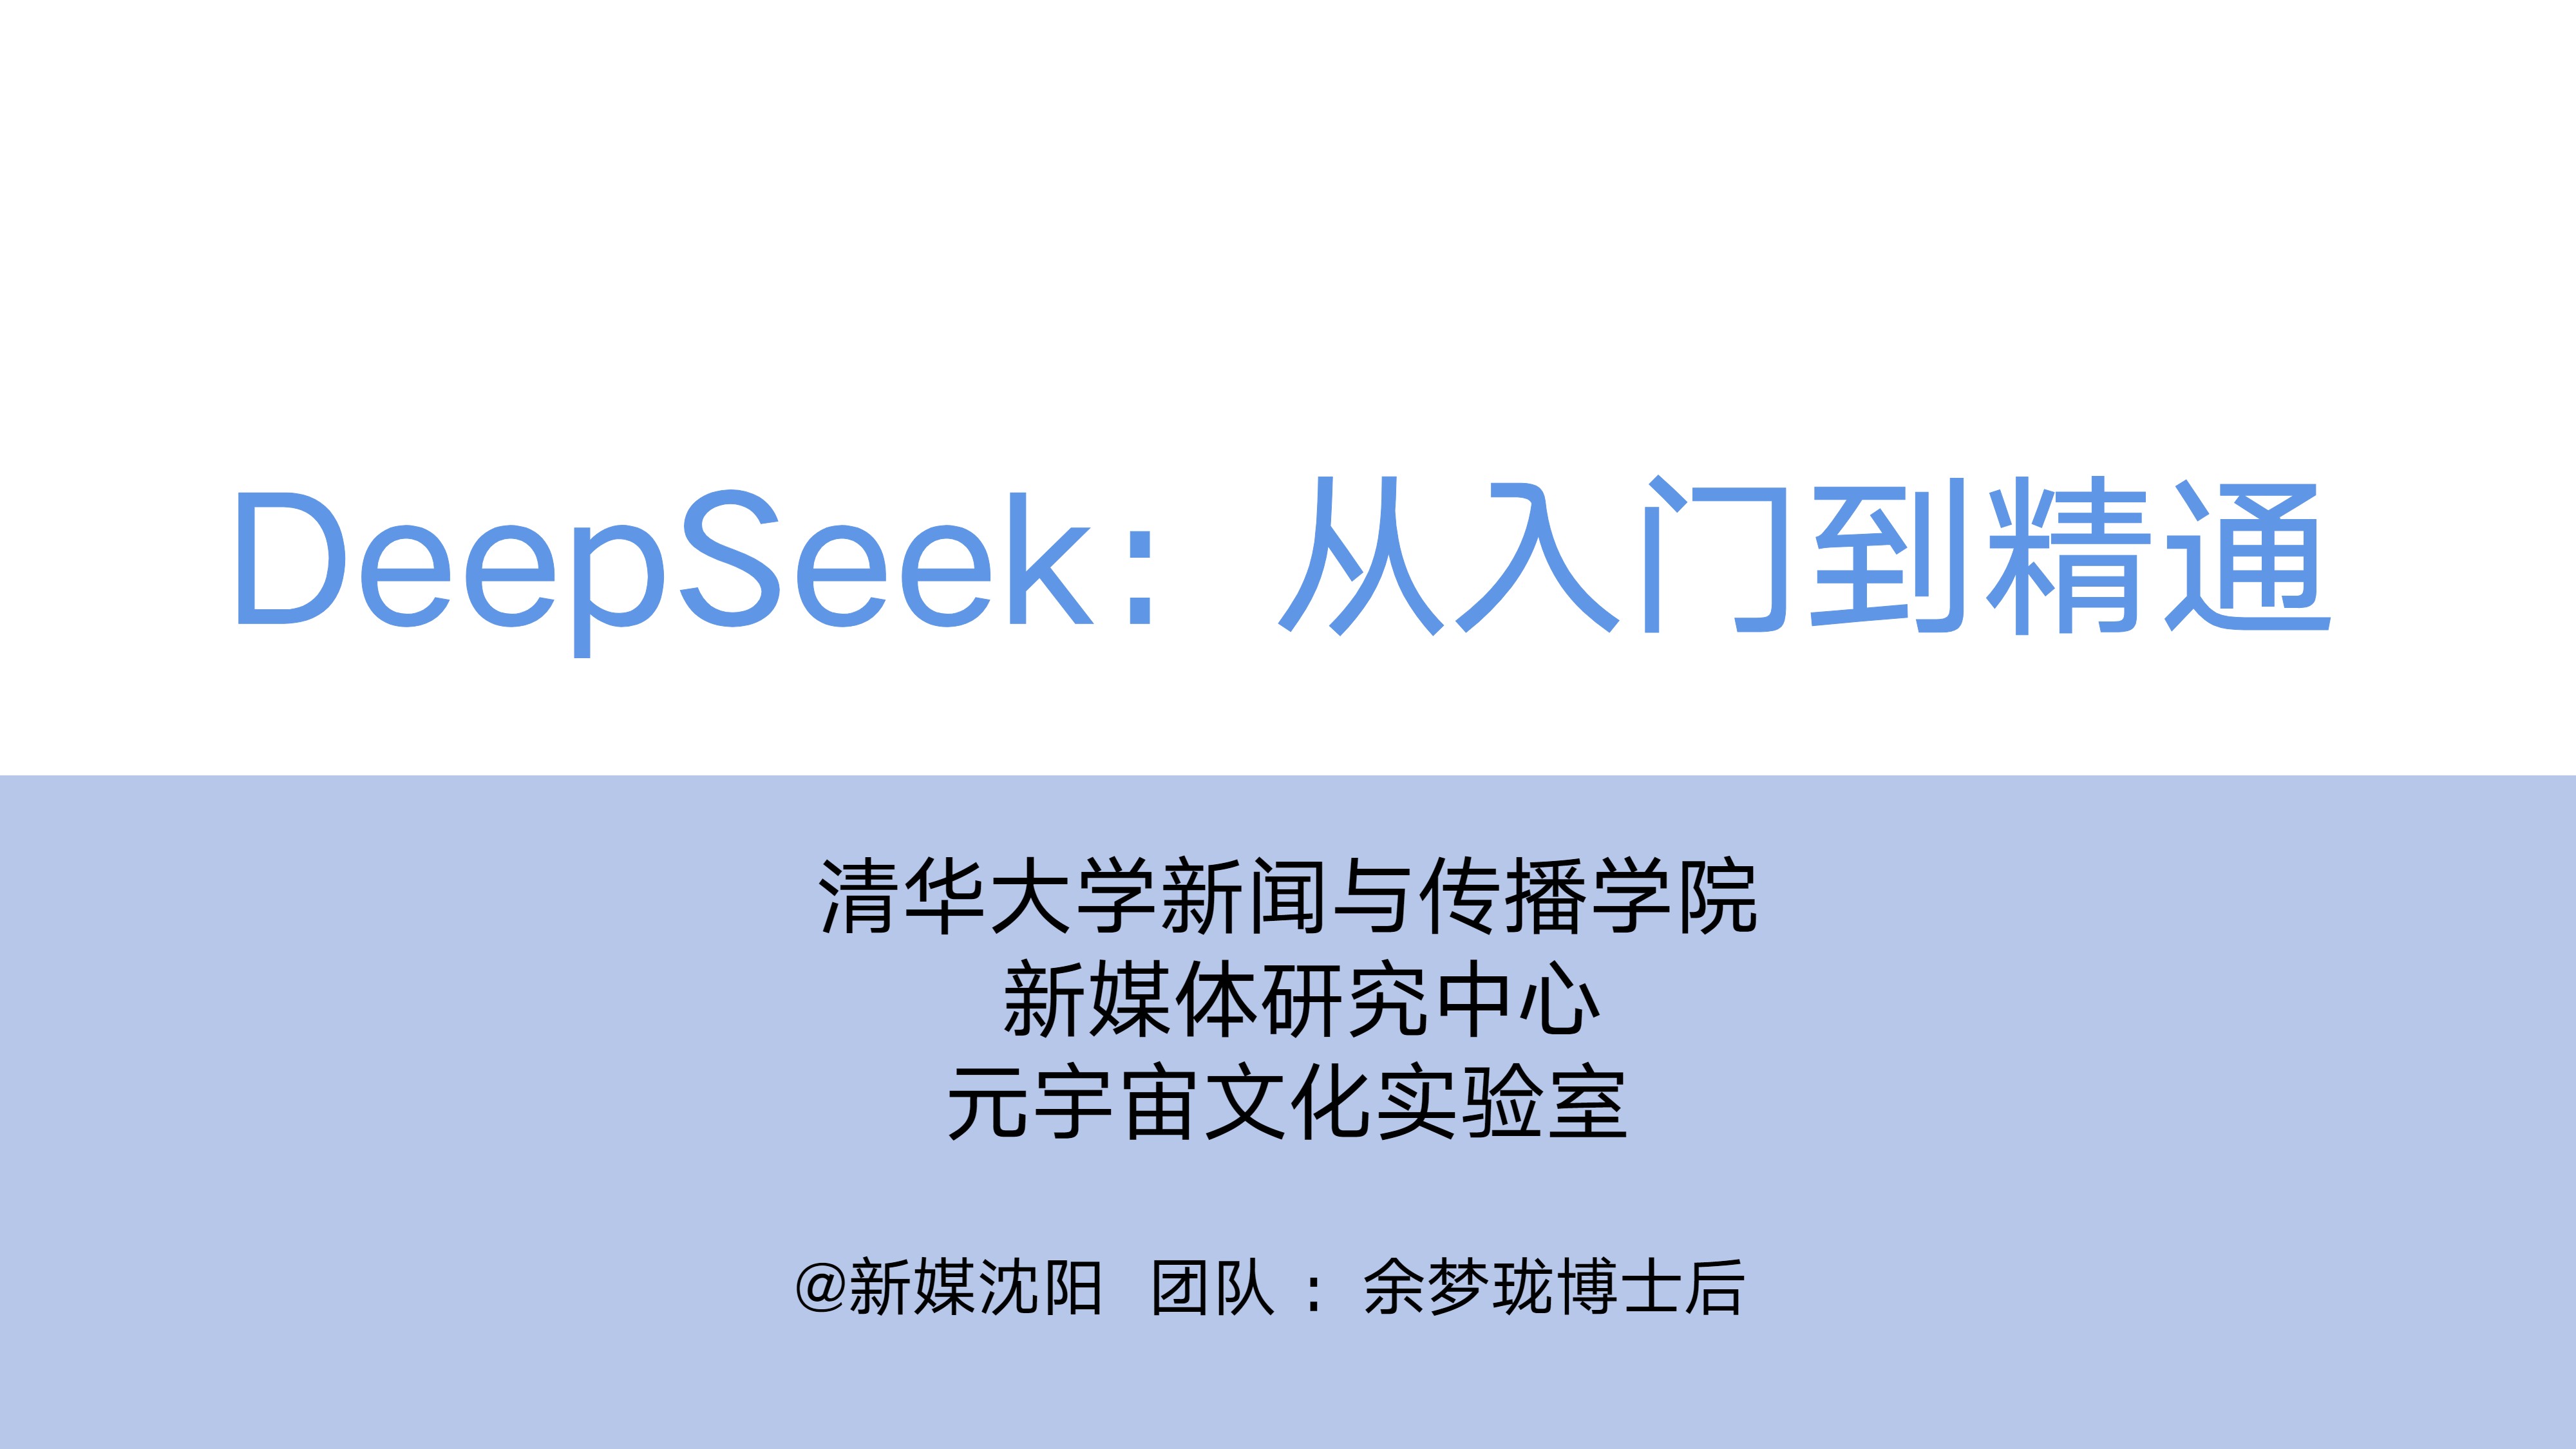 DeepSeek：从入门到精通
清华大学新闻与传播学院
新媒体研究中心
元宇宙文化实验室
@新媒沈阳 团队 ：余梦珑博士后